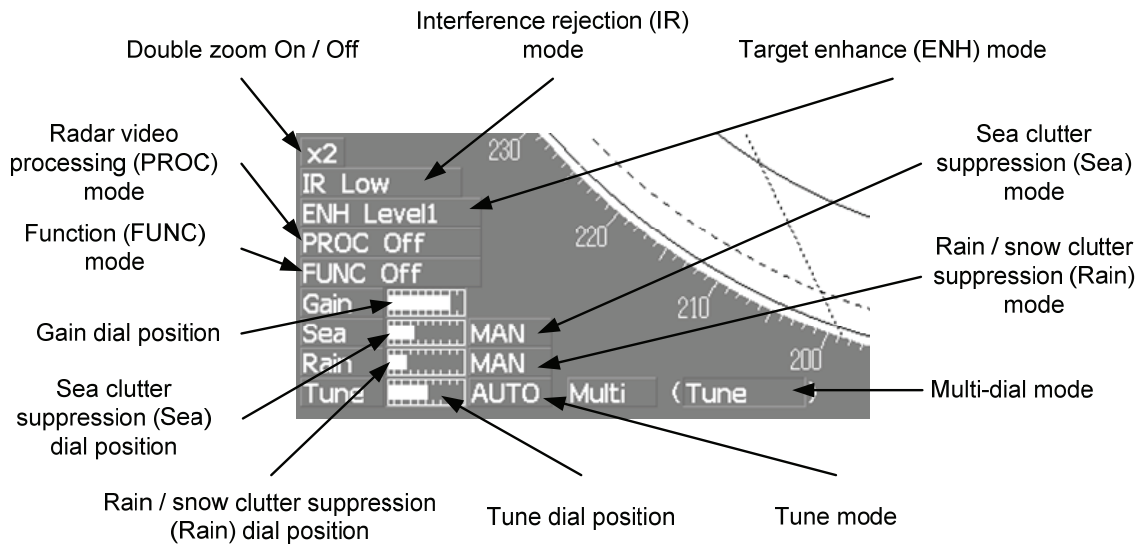 Interference rejection (IR)
mode
Double zoom On / Off
Target enhance (ENH) mode
Radar video
processing (PROC)
mode
Sea clutter
suppression (Sea)
mode
Function (FUNC)
mode
Rain / snow clutter
suppression (Rain)
mode
Gain dial position
Sea clutter
suppression (Sea)
dial position
Multi-dial mode
Rain / snow clutter suppression
(Rain) dial position
Tune dial position
Tune mode
x2
IR Low
ENH Level1
PROC Off
FUNC Off
Gain
Sea MAN
Rain MAN
Tune AUTO Multi (Tune )
230
220
210
200